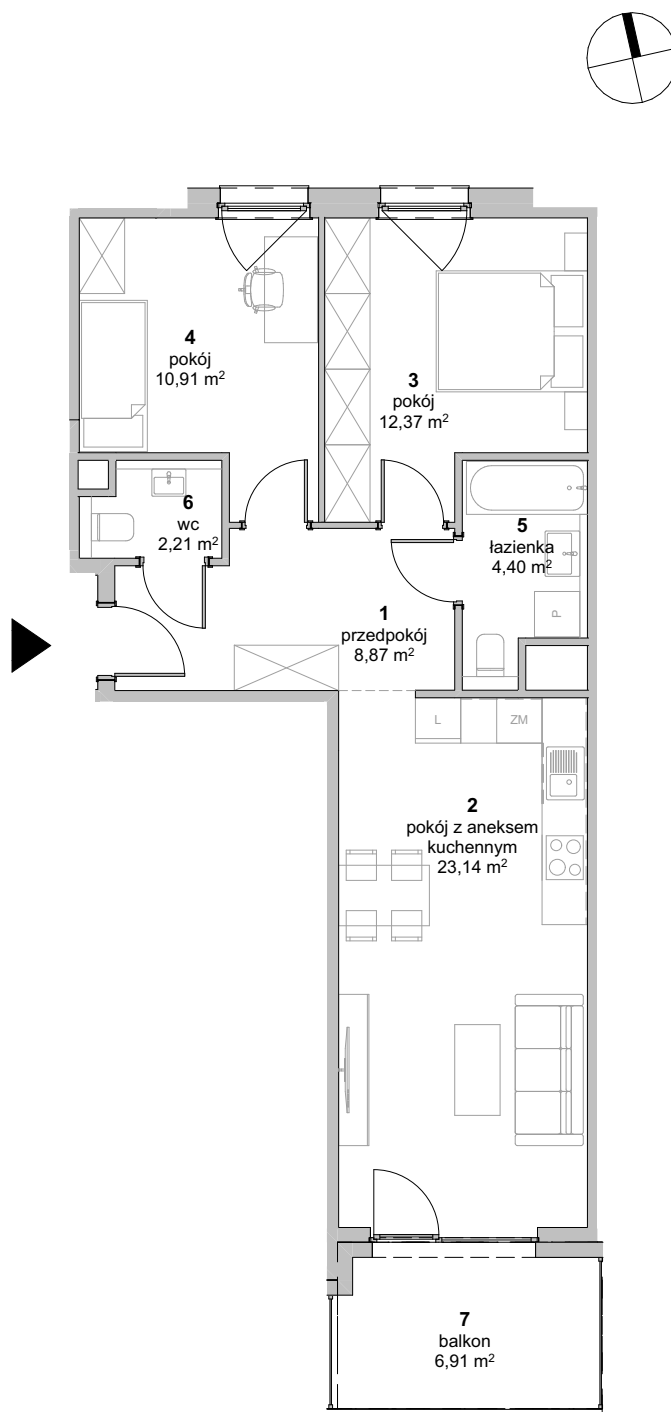 4
pokój
10,91 m²
3
pokój
12,37 m²
6
wc
2,21 m²
5
łazienka
4,40 m²
P
1
przedpokój
8,87 m²
L
ZM
2
pokój z aneksem
kuchennym
23,14 m²
7
balkon
6,91 m²